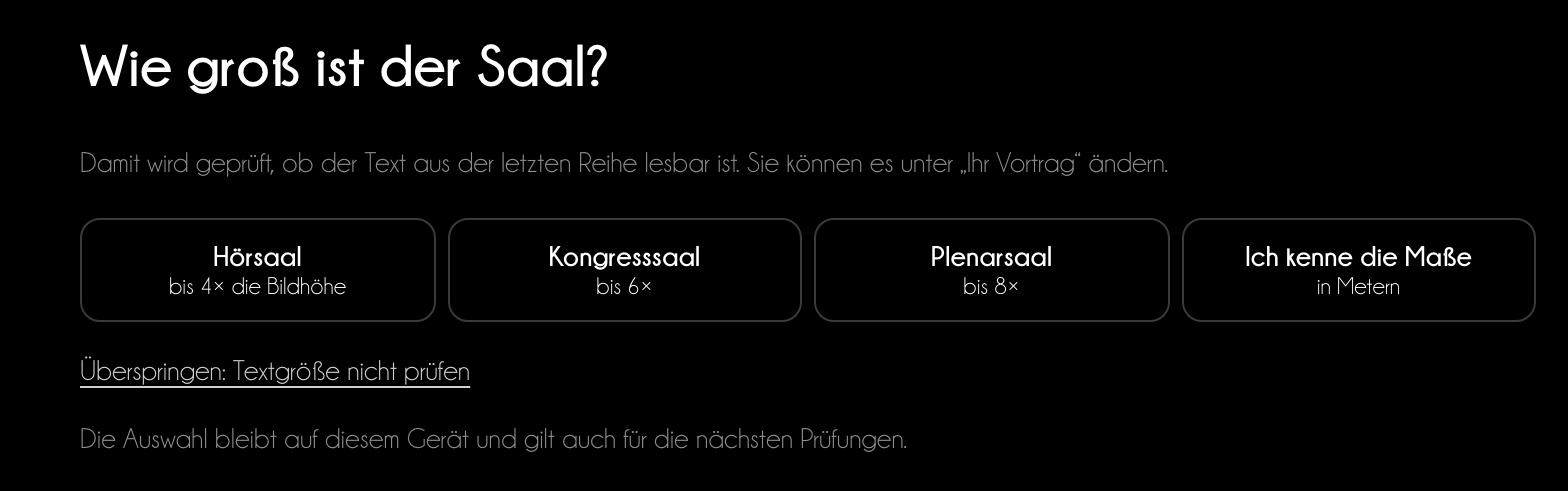 Wie groß ist der Saal?
Damit wird geprüft, ob der Text aus der letzten Reihe lesbar ist. Sie können es unter „Ihr Vortrag“ ändern.
Hörsaal
bis 4× die Bildhöhe
Kongresssaal
bis 6×
Plenarsaal
bis 8×
Ich kenne die Maße
in Metern
Überspringen: Textgröße nicht prüfen
Die Auswahl bleibt auf diesem Gerät und gilt auch für die nächsten Prüfungen.